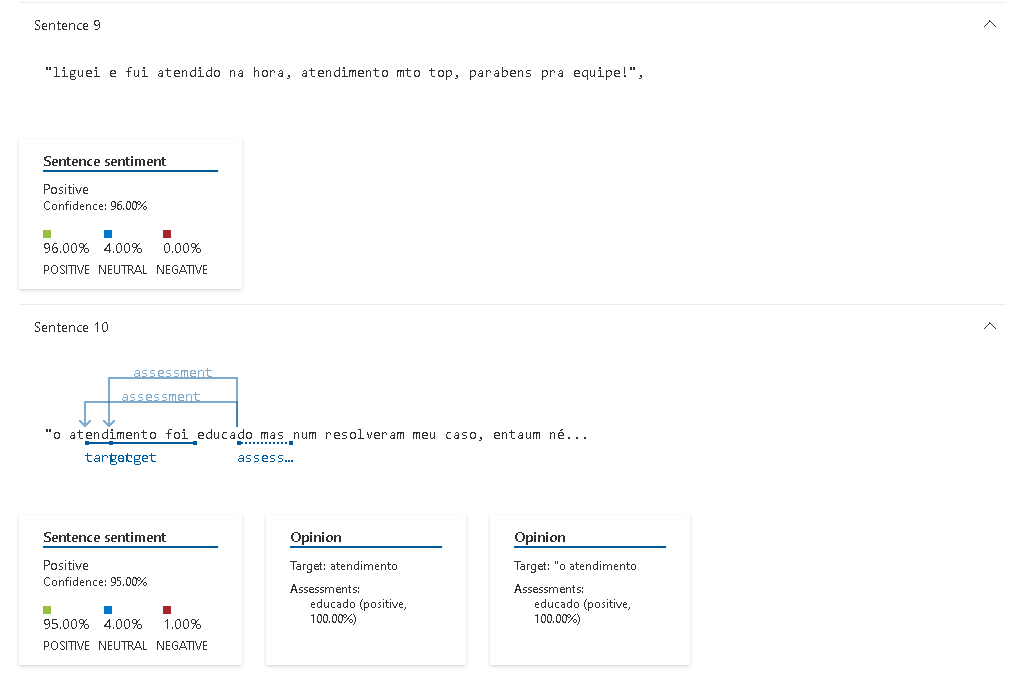 Sentence 9
"liguei e fui atendido na hora, atendimento mto top, parabens pra equipe!",
Sentence sentiment
Positive
Confidence: 96.00%
96.00% 4.00% 0.00%
POSITIVE NEUTRAL NEGATIVE
Sentence 10
assessment
assessment
"o atendimento foi educado mas num resolveram meu caso, entaum né...
target target assess...
Sentence sentiment
Positive
Confidence: 95.00%
95.00% 4.00% 1.00%
POSITIVE NEUTRAL NEGATIVE
Opinion
Target: atendimento
Assessments:
educado (positive,
100.00%)
Opinion
Target: "o atendimento
Assessments:
educado (positive,
100.00%)